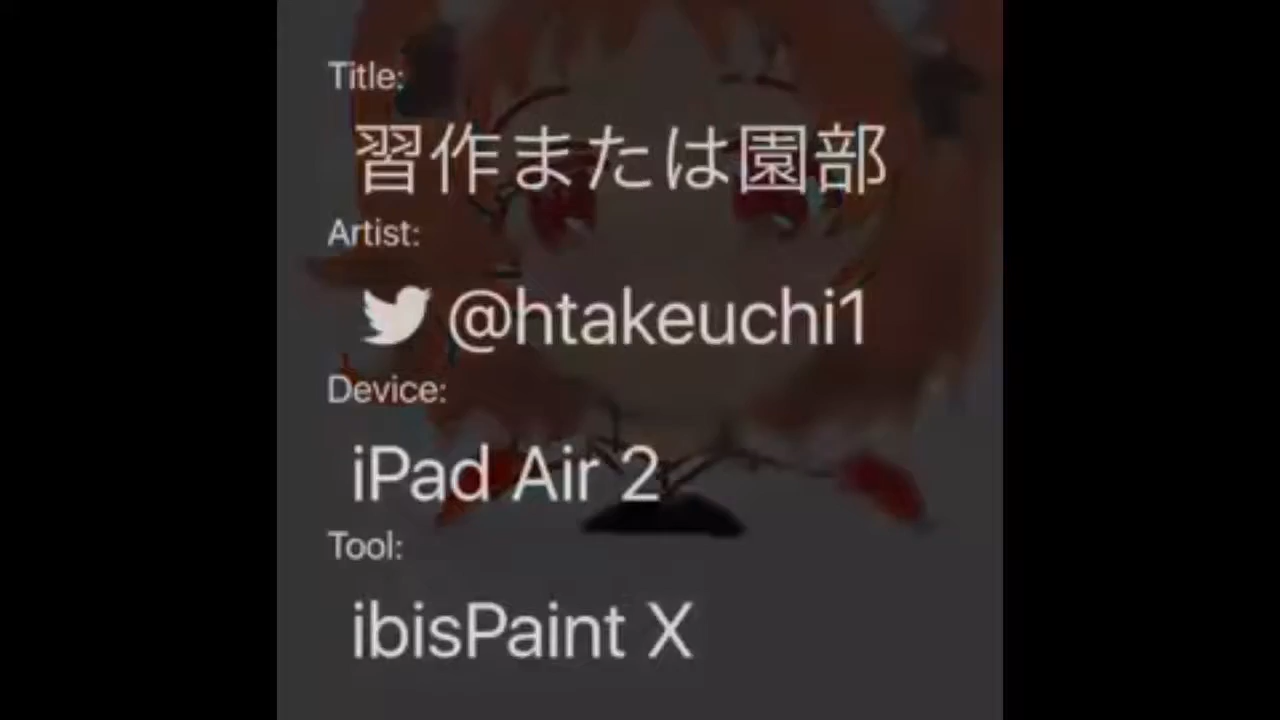 Title:
習作または園部
Artist:
@htakeuchi1
Device:
iPad Air 2
Tool:
ibisPaint X